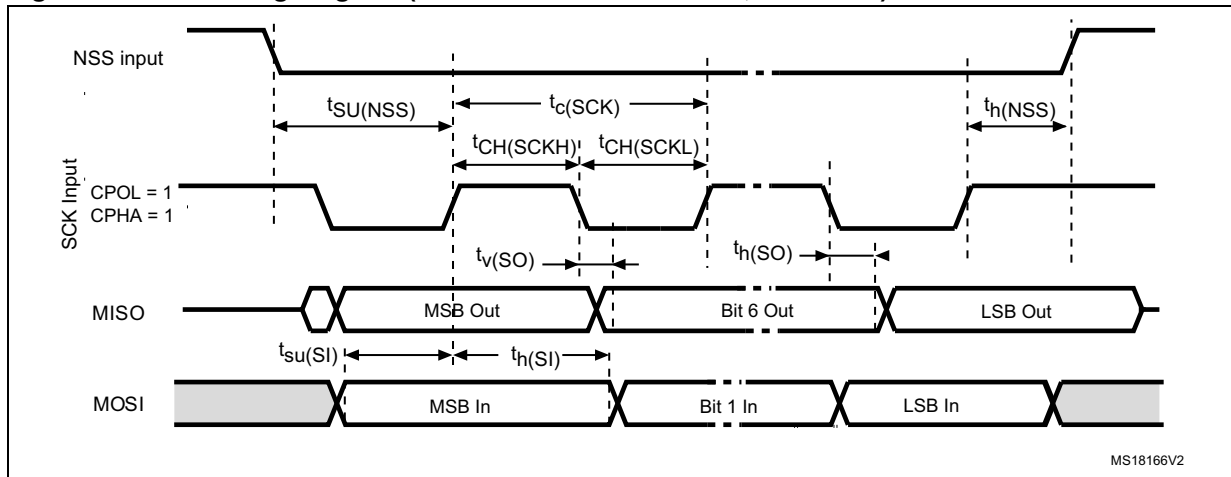 NSS input
tSU(NSS)
tc(SCK)
th(NSS)
tCH(SCKH)
tCH(SCKL)
SCK Input
CPOL = 1
CPHA = 1
tv(SO)
th(SO)
MISO
MSB Out
Bit 6 Out
LSB Out
tsu(SI)
th(SI)
MOSI
MSB In
Bit 1 In
LSB In
MS18166V2